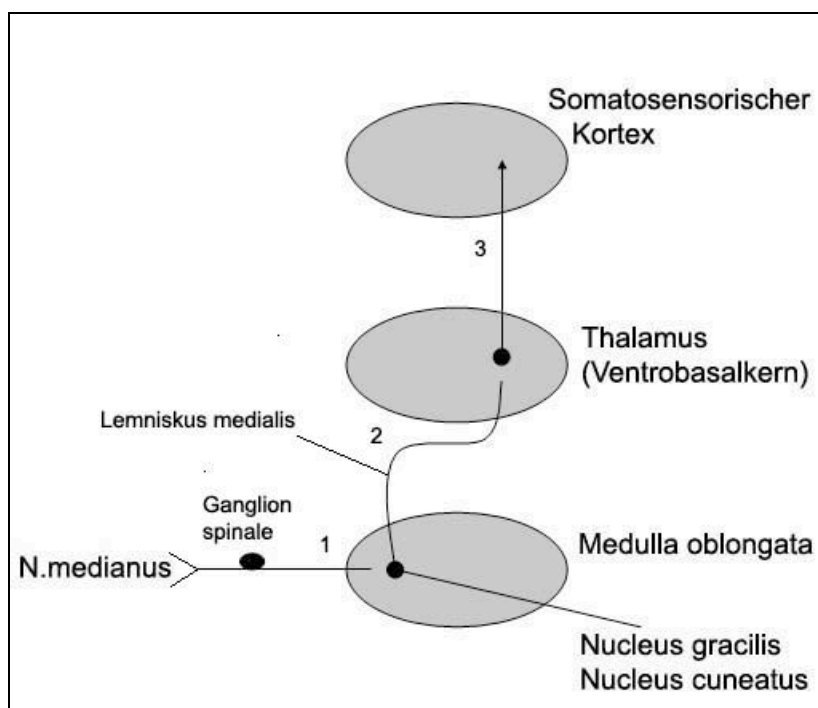 Somatosensorischer
Kortex
3
Thalamus
(Ventrobasalkern)
Lemniskus medialis
2
Ganglion
spinale
1
N.medianus
Medulla oblongata
Nucleus gracilis
Nucleus cuneatus